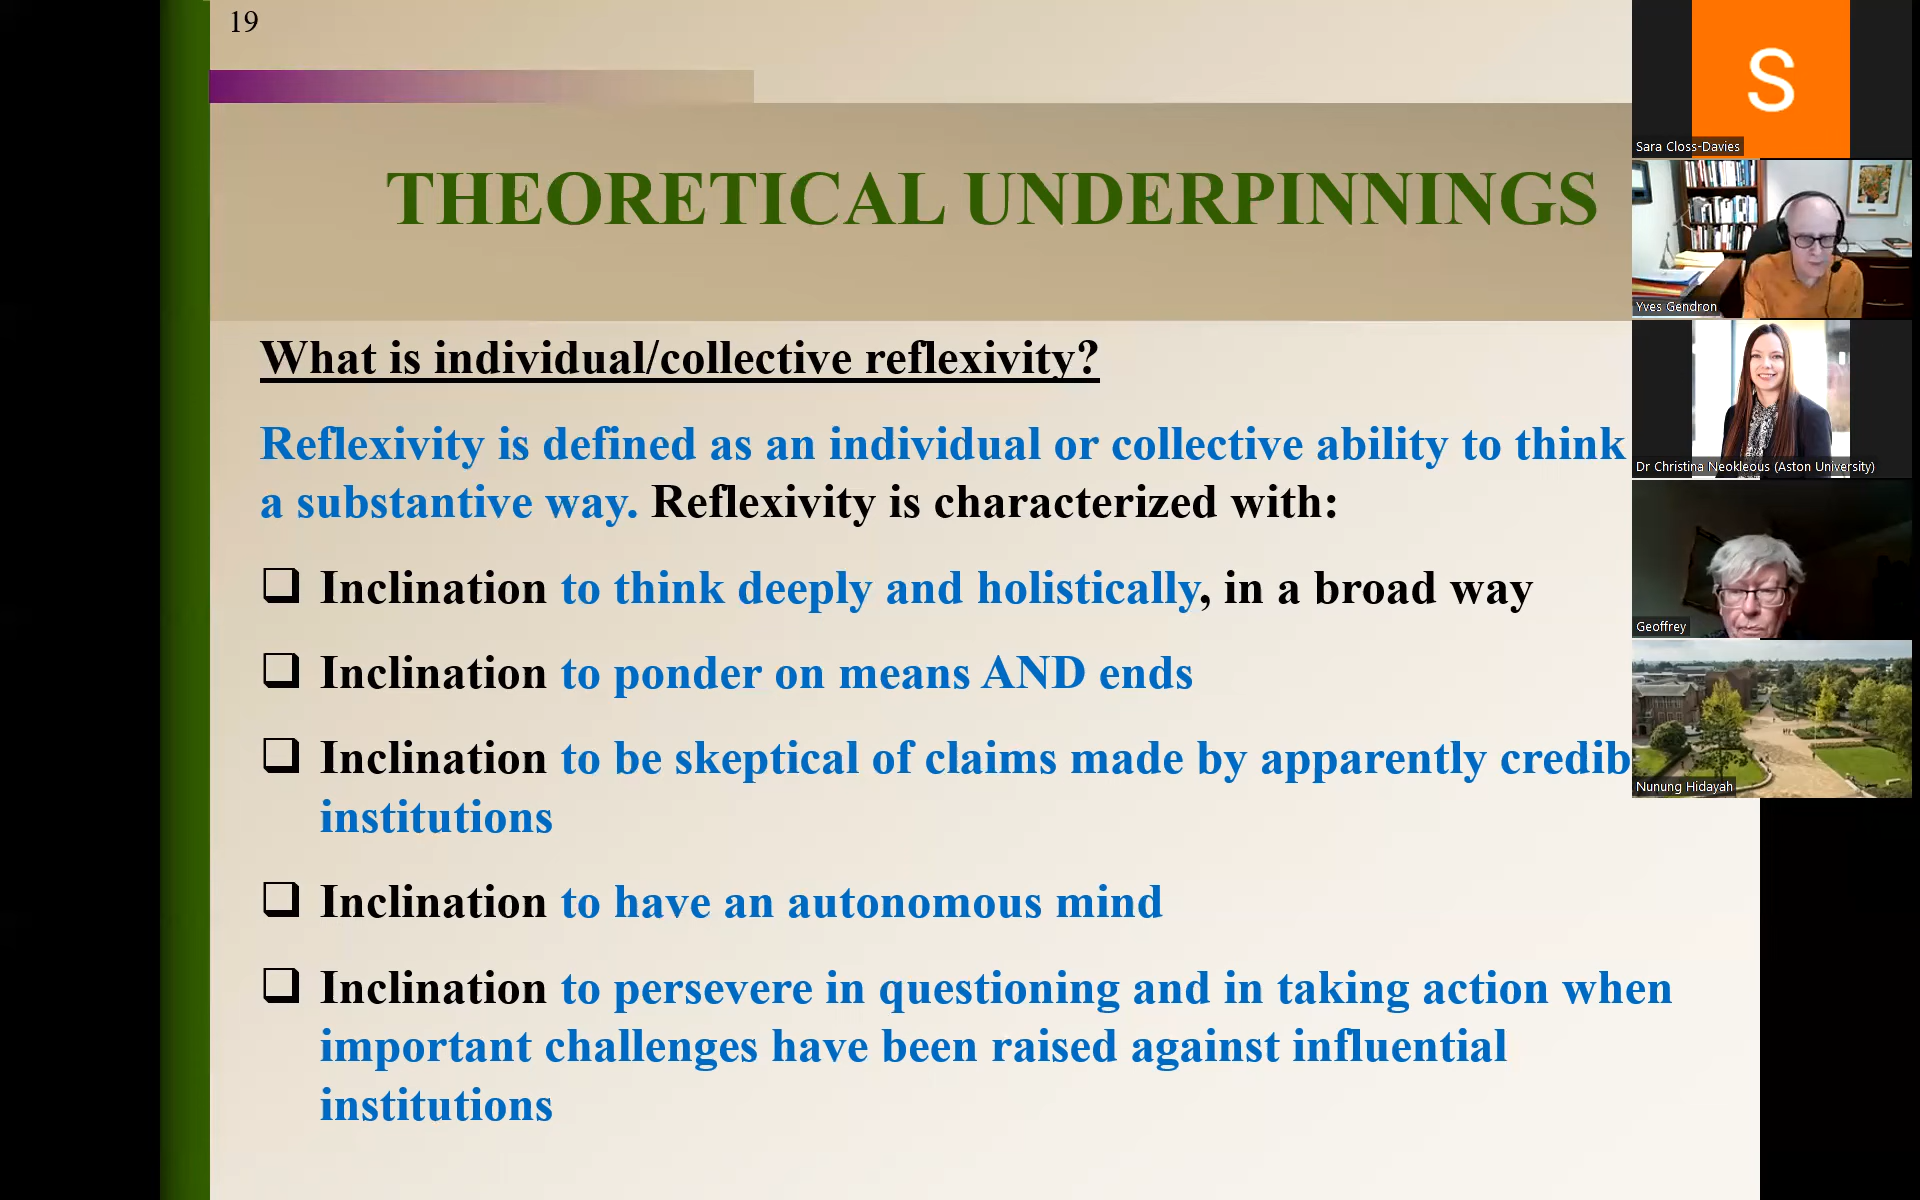 19
THEORETICAL UNDERPINNINGS
What is individual/collective reflexivity?
Reflexivity is defined as an individual or collective ability to think
a substantive way. Reflexivity is characterized with:
❑ Inclination to think deeply and holistically, in a broad way
❑ Inclination to ponder on means AND ends
❑ Inclination to be skeptical of claims made by apparently
institutions
❑ Inclination to have an autonomous mind
❑ Inclination to persevere in questioning and in taking action when
important challenges have been raised against influential
institutions
S
Sara Closs-Davies
Yves Gendron
Dr Christina Neokleous (Aston University)
Geoffrey
Nunung Hidayah